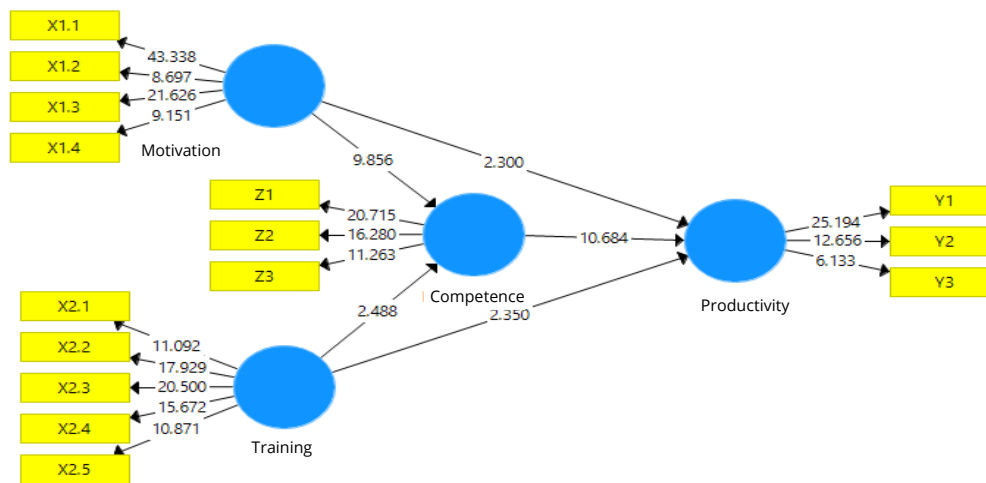 X1.1
43.338
X1.2
8.697
21.626
X1.3
9.151
X1.4
Motivation
9.856
2.300
Z1
20.715
Z2
16.280
Z3
11.263
10.684
Y1
25.194
12.656
Y2
6.133
Y3
Competence
Productivity
X2.1
2.488
2.350
X2.2
11.092
17.929
X2.3
20.500
X2.4
15.672
10.871
X2.5
Training